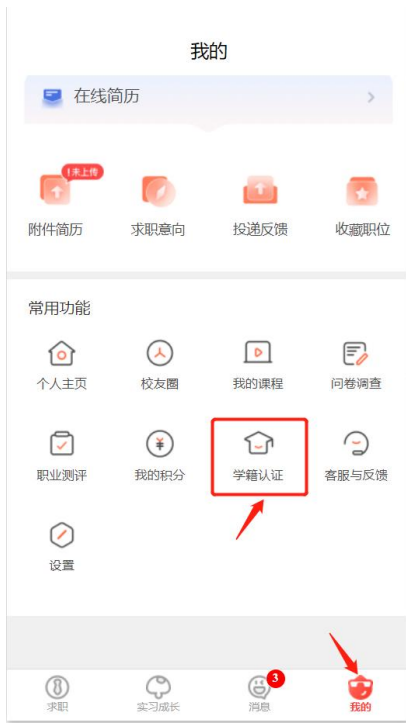 我的
在线简历
!未上传
附件简历 求职意向 投递反馈 收藏职位
常用功能
个人主页 校友圈 我的课程 问卷调查
职业测评 我的积分 学籍认证 客服与反馈
设置
3
求职 实习成长 消息 我的